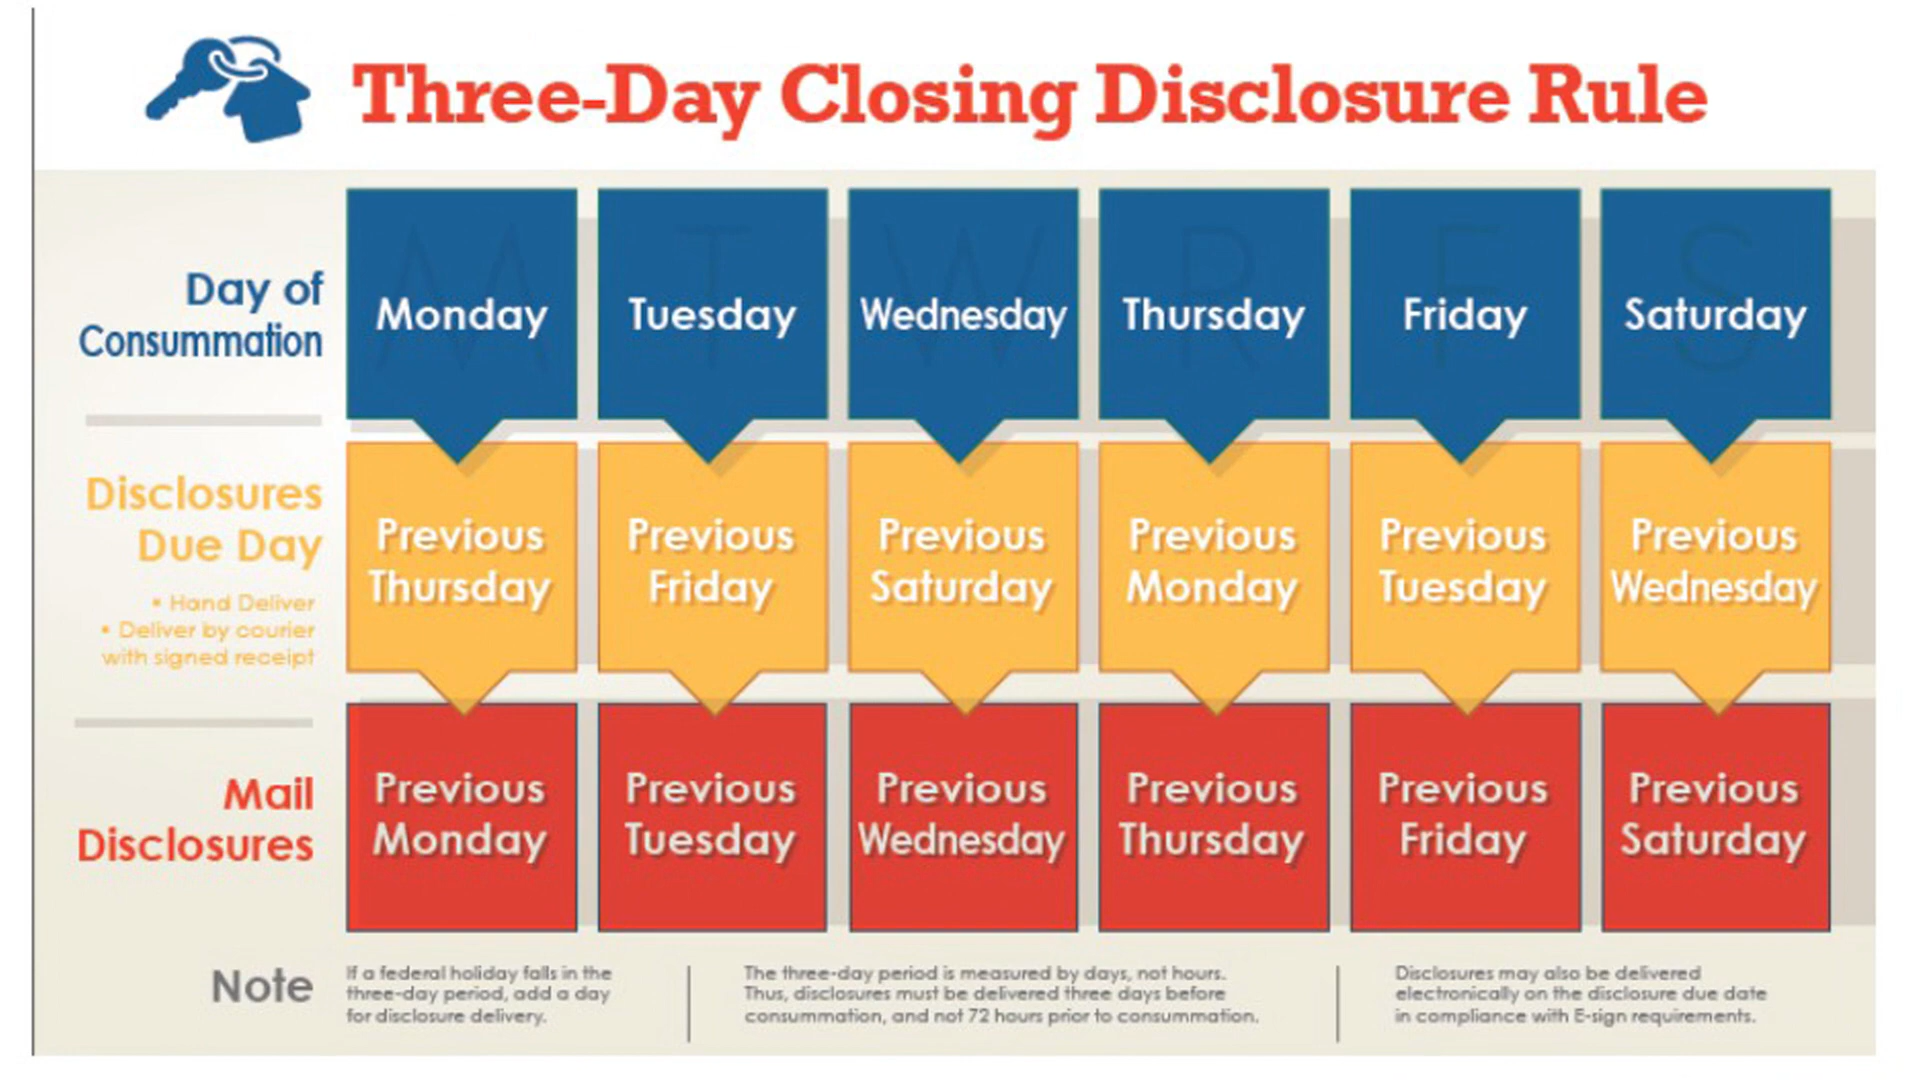 Three-Day Closing Disclosure Rule
Day of
Consummation
M
Monday
T
Tuesday
W
Wednesday
R
Thursday
F
Friday
S
Saturday
Disclosures
Due Day
• Hand Deliver
• Deliver by courier
with signed receipt
Previous
Thursday
Previous
Friday
Previous
Saturday
Previous
Monday
Previous
Tuesday
Previous
Wednesday
Mail
Disclosures
Previous
Monday
Previous
Tuesday
Previous
Wednesday
Previous
Thursday
Previous
Friday
Previous
Saturday
Note
If a federal holiday falls in the
three-day period, add a day
for disclosure delivery.
The three-day period is measured by days, not hours.
Thus, disclosures must be delivered three days before
consummation, and not 72 hours prior to consummation.
Disclosures may also be delivered
electronically on the disclosure due date
in compliance with E-sign requirements.